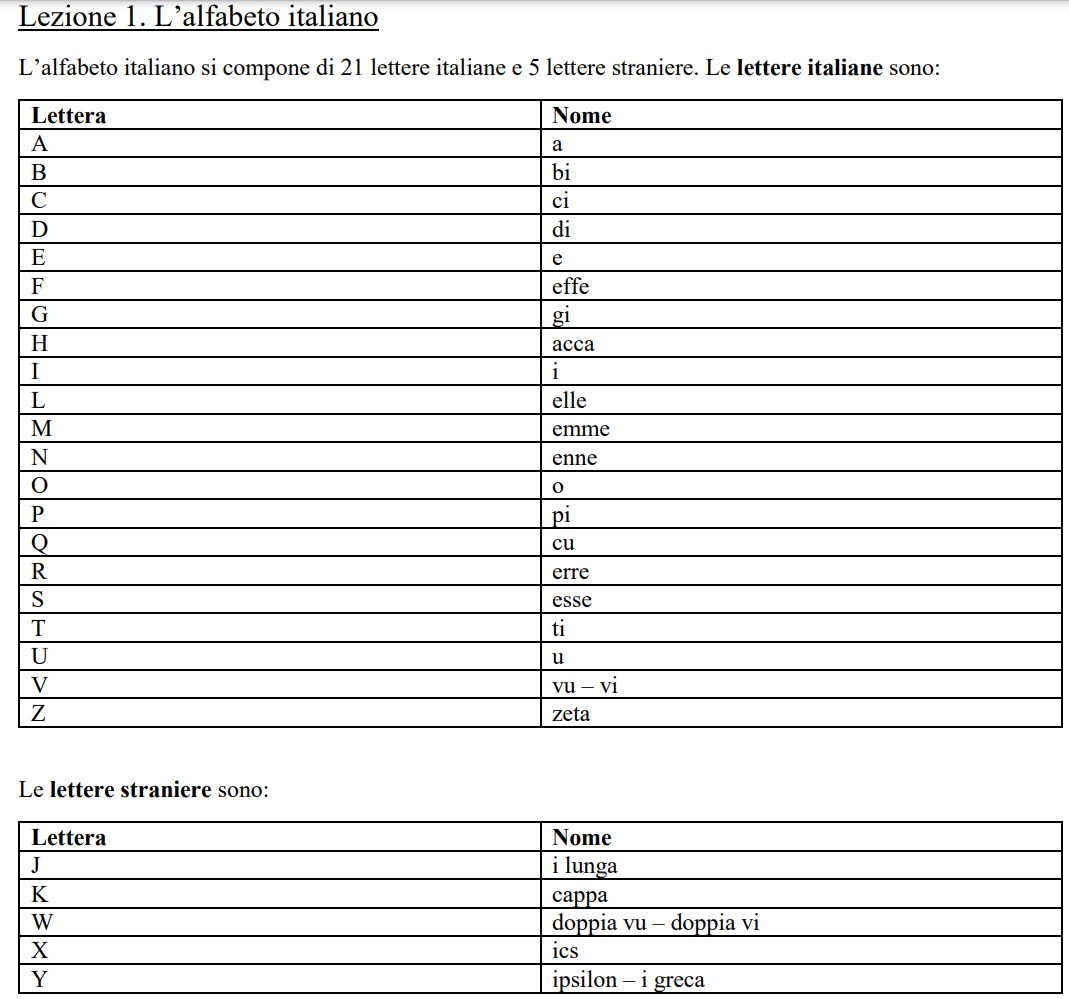 Lezione 1. L’alfabeto italiano
L’alfabeto italiano si compone di 21 lettere italiane e 5 lettere straniere. Le lettere italiane sono:
Lettera Nome
A a
B bi
C ci
D di
E e
F effe
G gi
H acca
I i
L elle
M emme
N enne
O o
P pi
Q cu
R erre
S esse
T ti
U u
V vu – vi
Z zeta
Le lettere straniere sono:
Lettera Nome
J i lunga
K cappa
W doppia vu – doppia vi
X ics
Y ipsilon – i greca